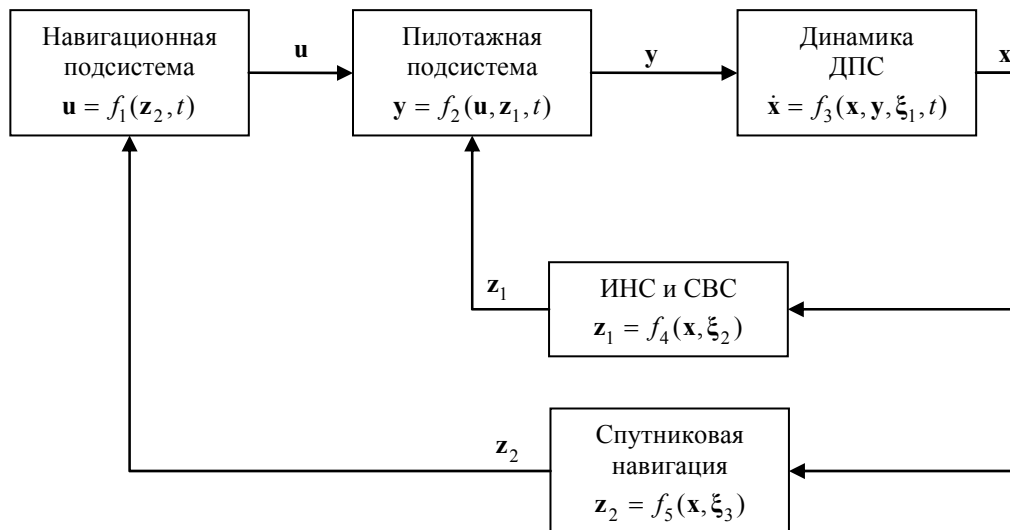 Навигационная
подсистема
u = f₁(z₂, t)
u
Пилотажная
подсистема
y = f₂(u, z₁, t)
y
Динамика
ДПС
ẋ = f₃(x, y, ξ₁, t)
x
z₁
ИНС и СВС
z₁ = f₄(x, ξ₂)
z₂
Спутниковая
навигация
z₂ = f₅(x, ξ₃)